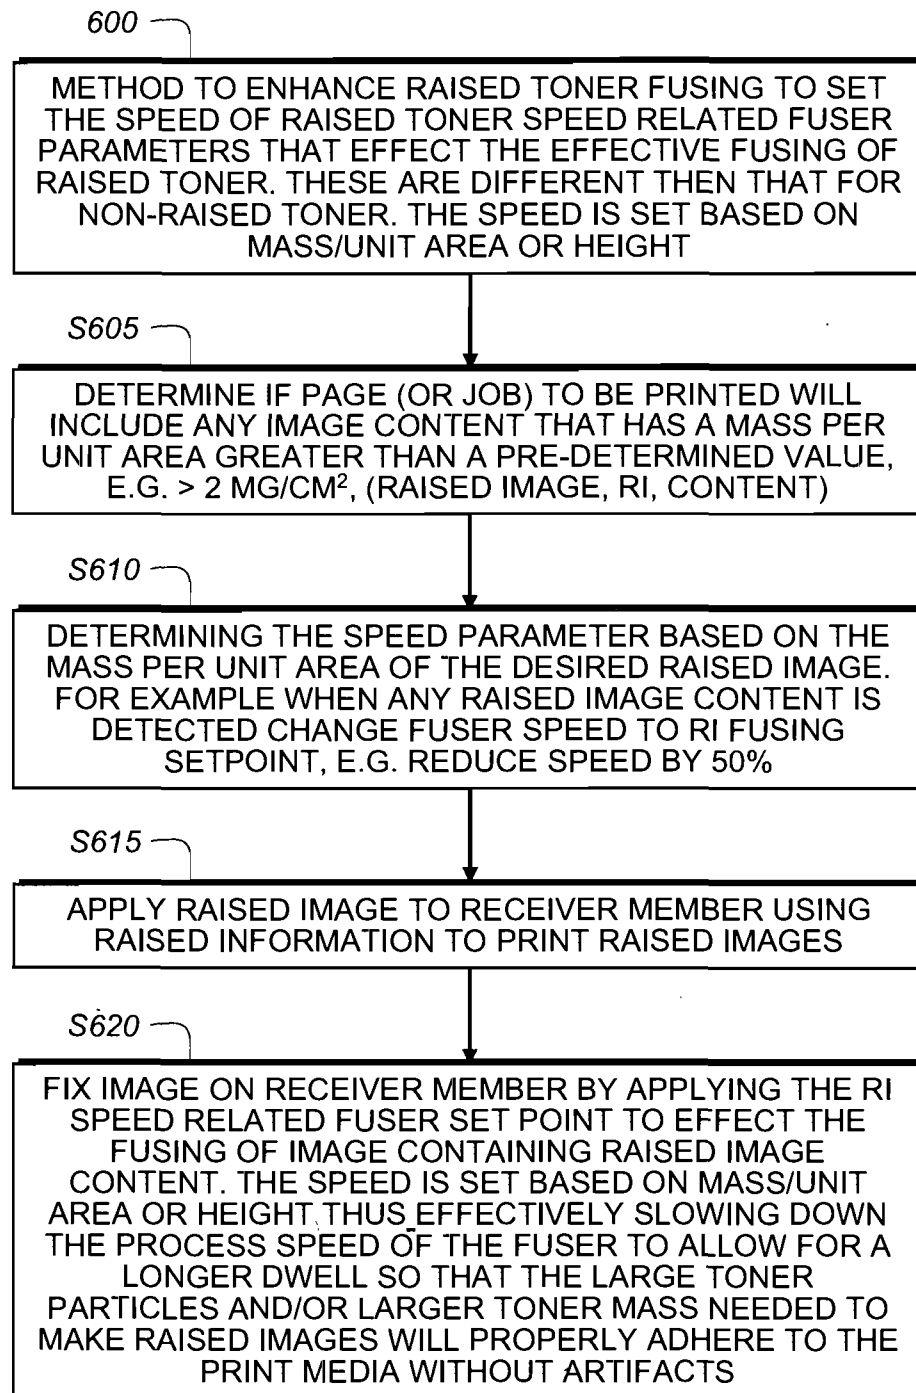 600
METHOD TO ENHANCE RAISED TONER FUSING TO SET
THE SPEED OF RAISED TONER SPEED RELATED FUSER
PARAMETERS THAT EFFECT THE EFFECTIVE FUSING OF
RAISED TONER. THESE ARE DIFFERENT THEN THAT FOR
NON-RAISED TONER. THE SPEED IS SET BASED ON
MASS/UNIT AREA OR HEIGHT
S605
DETERMINE IF PAGE (OR JOB) TO BE PRINTED WILL
INCLUDE ANY IMAGE CONTENT THAT HAS A MASS PER
UNIT AREA GREATER THAN A PRE-DETERMINED VALUE,
E.G. > 2 MG/CM², (RAISED IMAGE, RI, CONTENT)
S610
DETERMINING THE SPEED PARAMETER BASED ON THE
MASS PER UNIT AREA OF THE DESIRED RAISED IMAGE.
FOR EXAMPLE WHEN ANY RAISED IMAGE CONTENT IS
DETECTED CHANGE FUSER SPEED TO RI FUSING
SETPOINT, E.G. REDUCE SPEED BY 50%
S615
APPLY RAISED IMAGE TO RECEIVER MEMBER USING
RAISED INFORMATION TO PRINT RAISED IMAGES
S620
FIX IMAGE ON RECEIVER MEMBER BY APPLYING THE RI
SPEED RELATED FUSER SET POINT TO EFFECT THE
FUSING OF IMAGE CONTAINING RAISED IMAGE
CONTENT. THE SPEED IS SET BASED ON MASS/UNIT
AREA OR HEIGHT THUS EFFECTIVELY SLOWING DOWN
THE PROCESS SPEED OF THE FUSER TO ALLOW FOR A
LONGER DWELL SO THAT THE LARGE TONER
PARTICLES AND/OR LARGER TONER MASS NEEDED TO
MAKE RAISED IMAGES WILL PROPERLY ADHERE TO THE
PRINT MEDIA WITHOUT ARTIFACTS